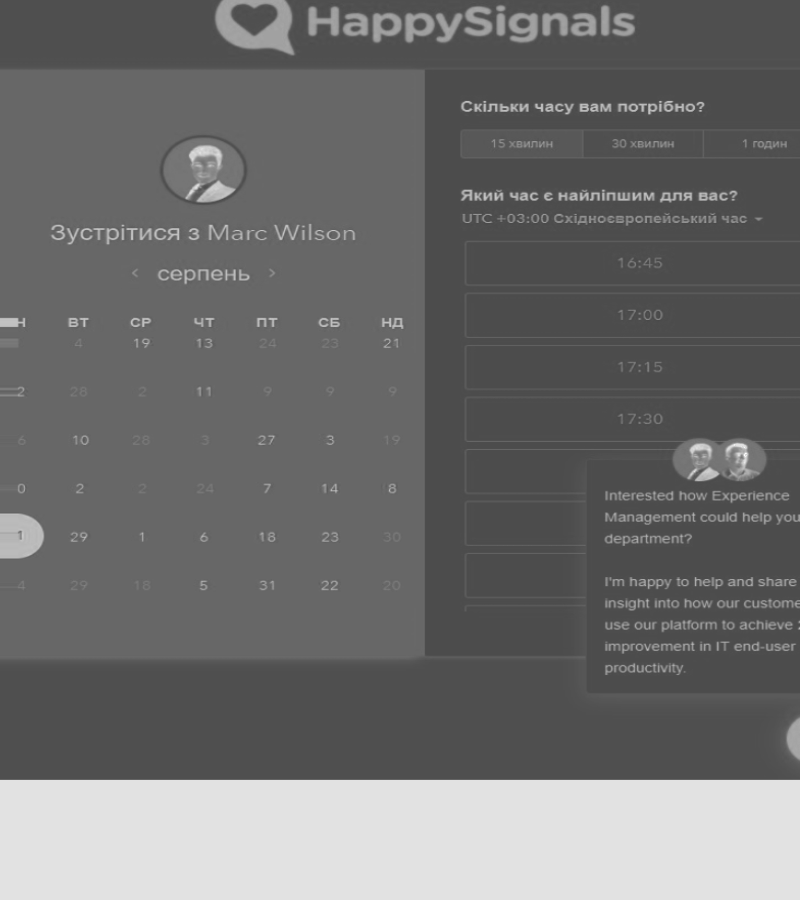 HappySignals
Зустрітися з Marc Wilson
серпень
ВТ СР ЧТ ПТ СБ НД
4 19 13 24 23 21
2 28 2 11 9 9 9
6 10 28 3 27 3 19
0 2 2 24 7 14 8
1 29 1 6 18 23 30
4 29 18 5 31 22 20
Скільки часу вам потрібно?
15 хвилин 30 хвилин 1 годин
Який час є найліпшим для вас?
UTC +03:00 Східноєвропейський час
16:45
17:00
17:15
17:30
Interested how Experience
Management could help you
department?
I'm happy to help and share
insight into how our custome
use our platform to achieve
improvement in IT end-user
productivity.